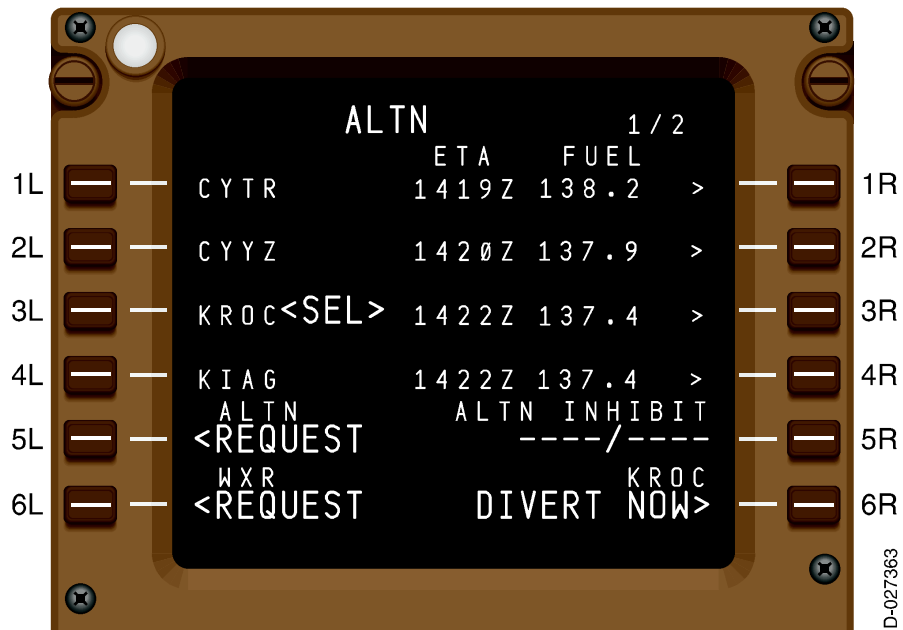 ALTN 1/2
ETA FUEL
1L CYTR 1419Z 138.2 > 1R
2L CYYZ 1420Z 137.9 > 2R
3L KROC<SEL> 1422Z 137.4 > 3R
4L KIAG 1422Z 137.4 > 4R
ALTN ALTN INHIBIT
5L <REQUEST ----/---- 5R
WXR KROC
6L <REQUEST DIVERT NOW> 6R
D-027363